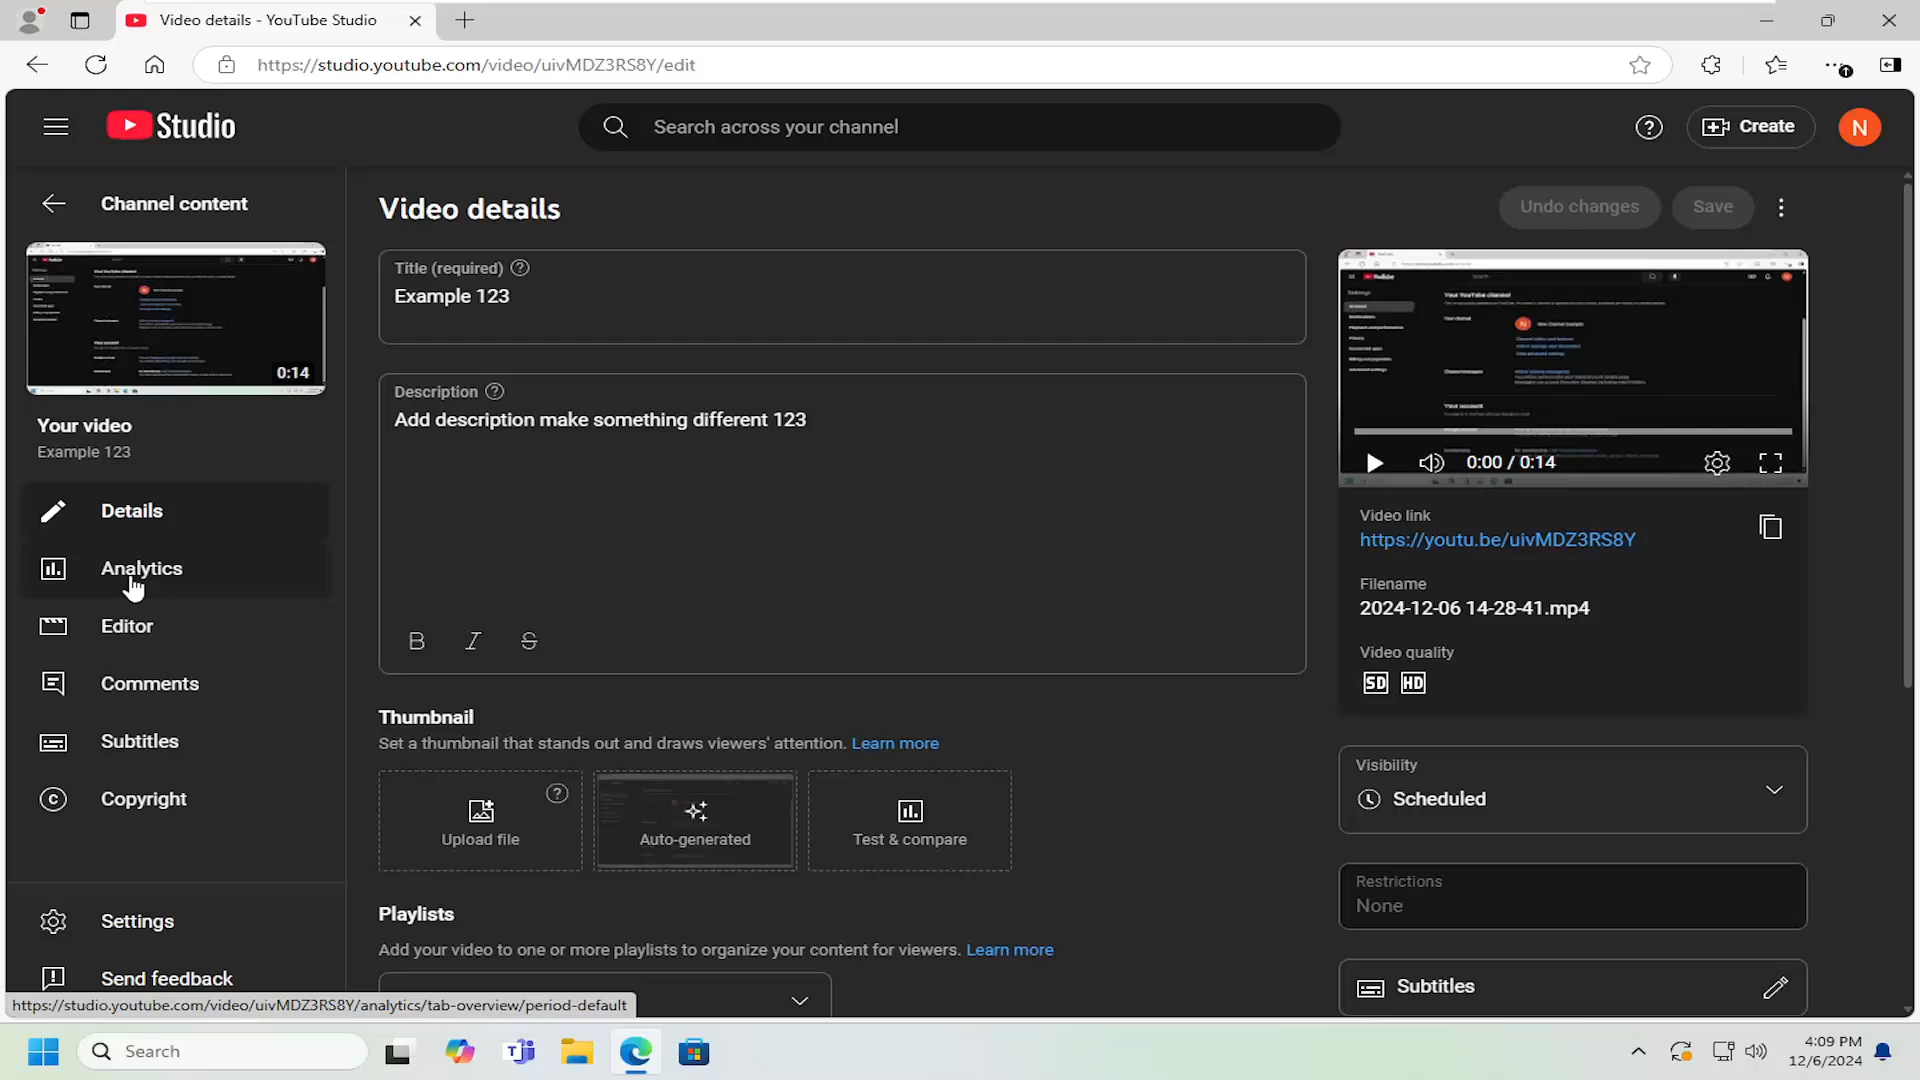 Video details - YouTube Studio
https://studio.youtube.com/video/uivMDZ3RS8Y/edit
Studio
Search across your channel
Create
N
Channel content
0:14
Your video
Example 123
Details
Analytics
Editor
Comments
Subtitles
Copyright
Settings
Send feedback
Video details
Undo changes
Save
Title (required)
Example 123
Description
Add description make something different 123
B I S
Thumbnail
Set a thumbnail that stands out and draws viewers' attention. Learn more
Upload file
Auto-generated
Test & compare
Playlists
Add your video to one or more playlists to organize your content for viewers. Learn more
Your YouTube channel
0:00 / 0:14
Video link
https://youtu.be/uivMDZ3RS8Y
Filename
2024-12-06 14-28-41.mp4
Video quality
SD HD
Visibility
Scheduled
Restrictions
None
Subtitles
https://studio.youtube.com/video/uivMDZ3RS8Y/analytics/tab-overview/period-default
Search
4:09 PM
12/6/2024